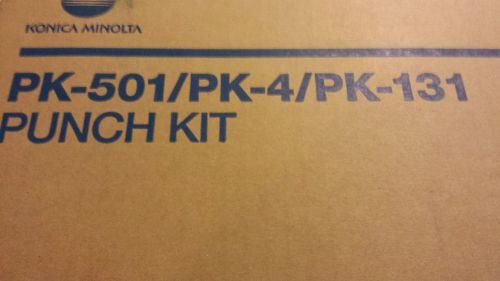 KONICA MINOLTA
PK-501/PK-4/PK-131
PUNCH KIT